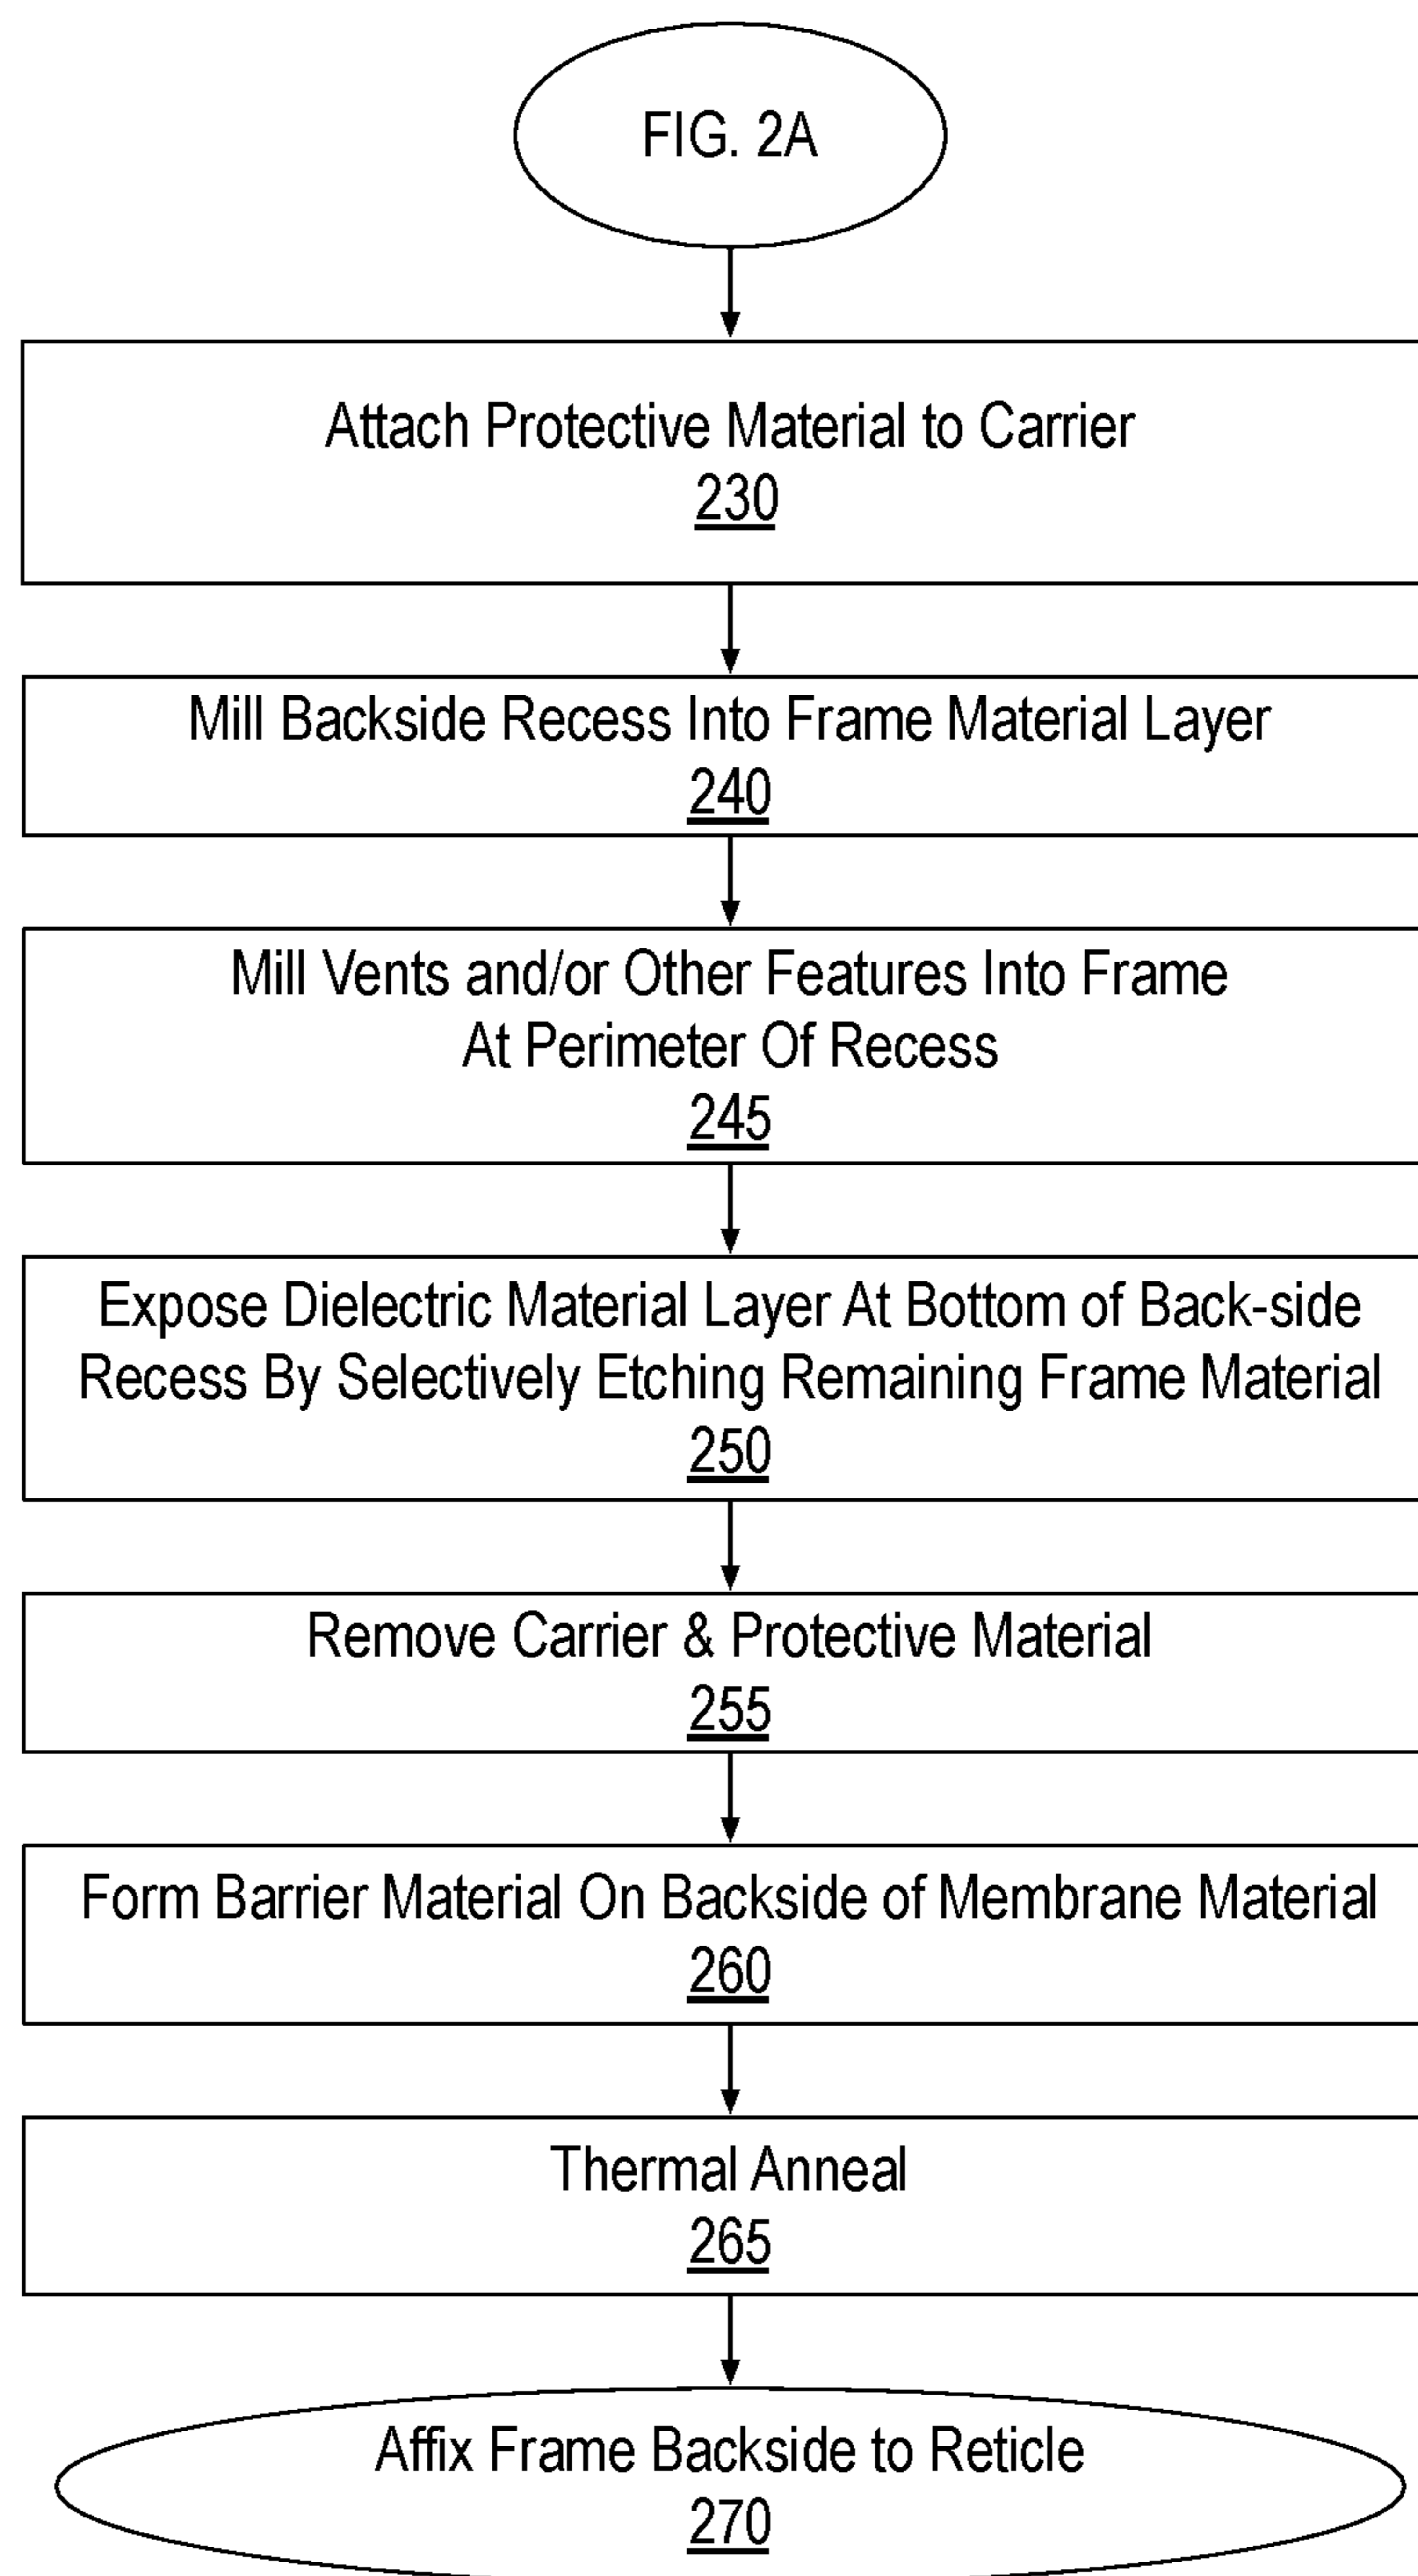 FIG. 2A
Attach Protective Material to Carrier
230
Mill Backside Recess Into Frame Material Layer
240
Mill Vents and/or Other Features Into Frame
At Perimeter Of Recess
245
Expose Dielectric Material Layer At Bottom of Back-side
Recess By Selectively Etching Remaining Frame Material
250
Remove Carrier & Protective Material
255
Form Barrier Material On Backside of Membrane Material
260
Thermal Anneal
265
Affix Frame Backside to Reticle
270